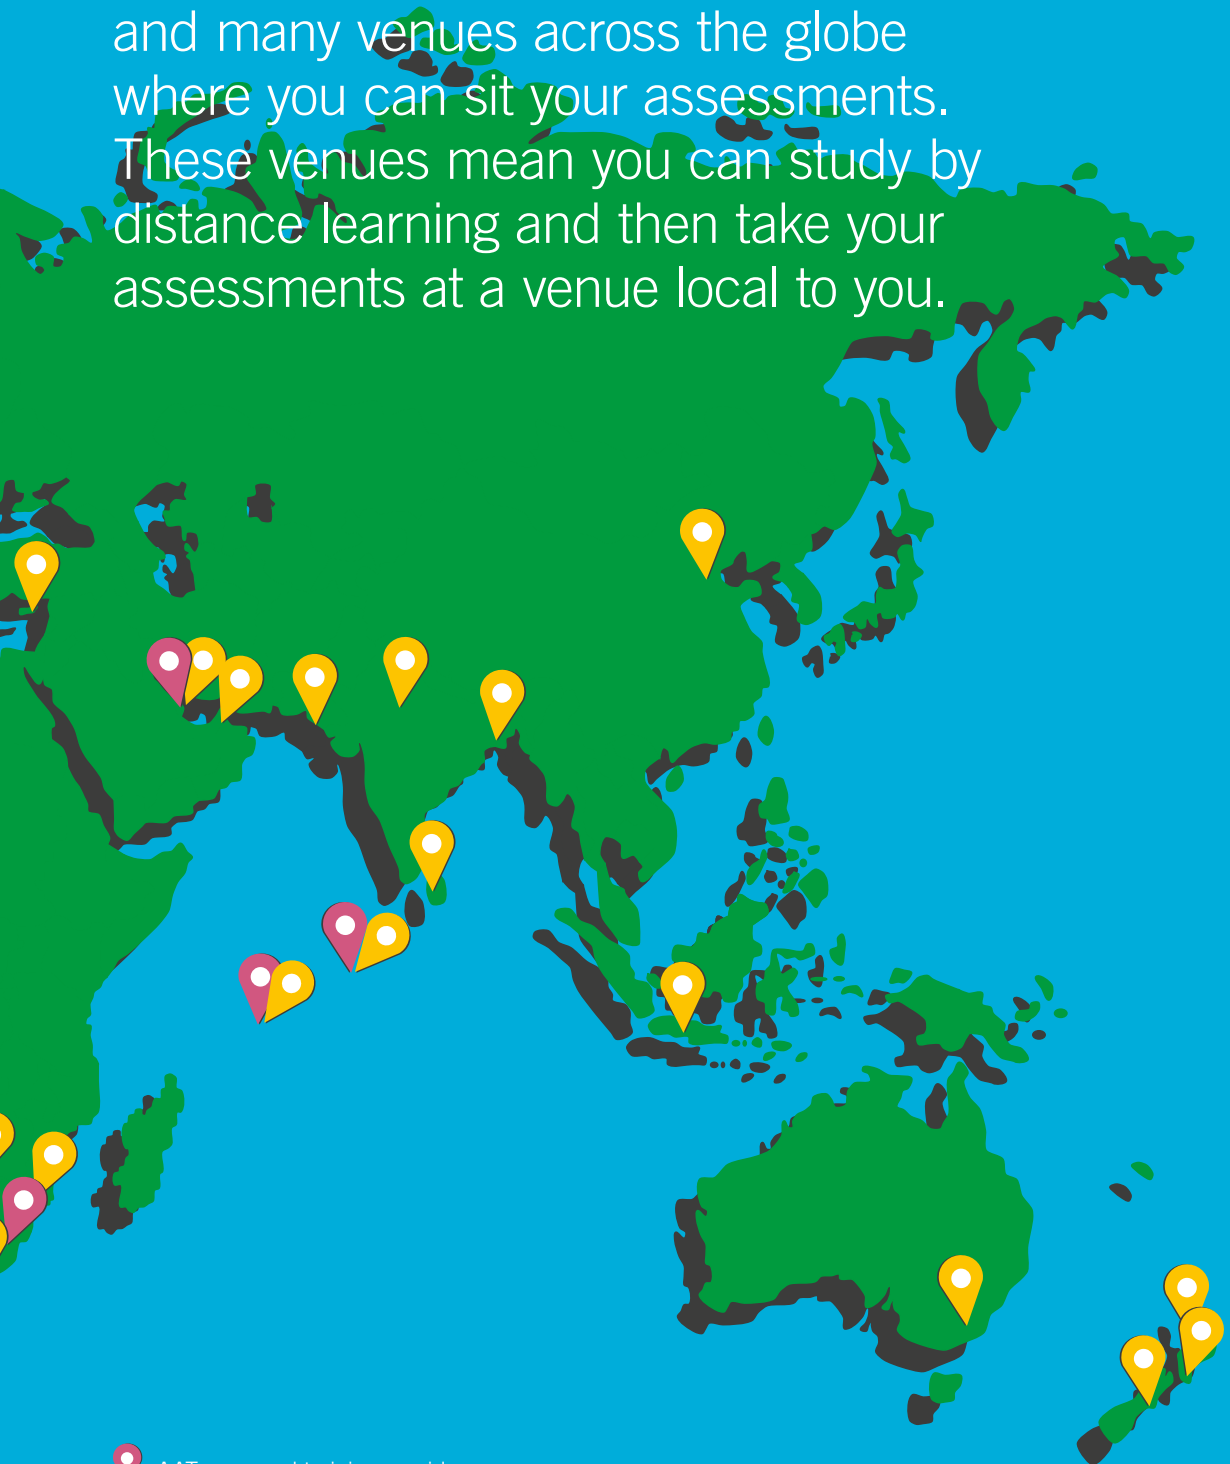 and many venues across the globe
where you can sit your assessments.
These venues mean you can study by
distance learning and then take your
assessments at a venue local to you.